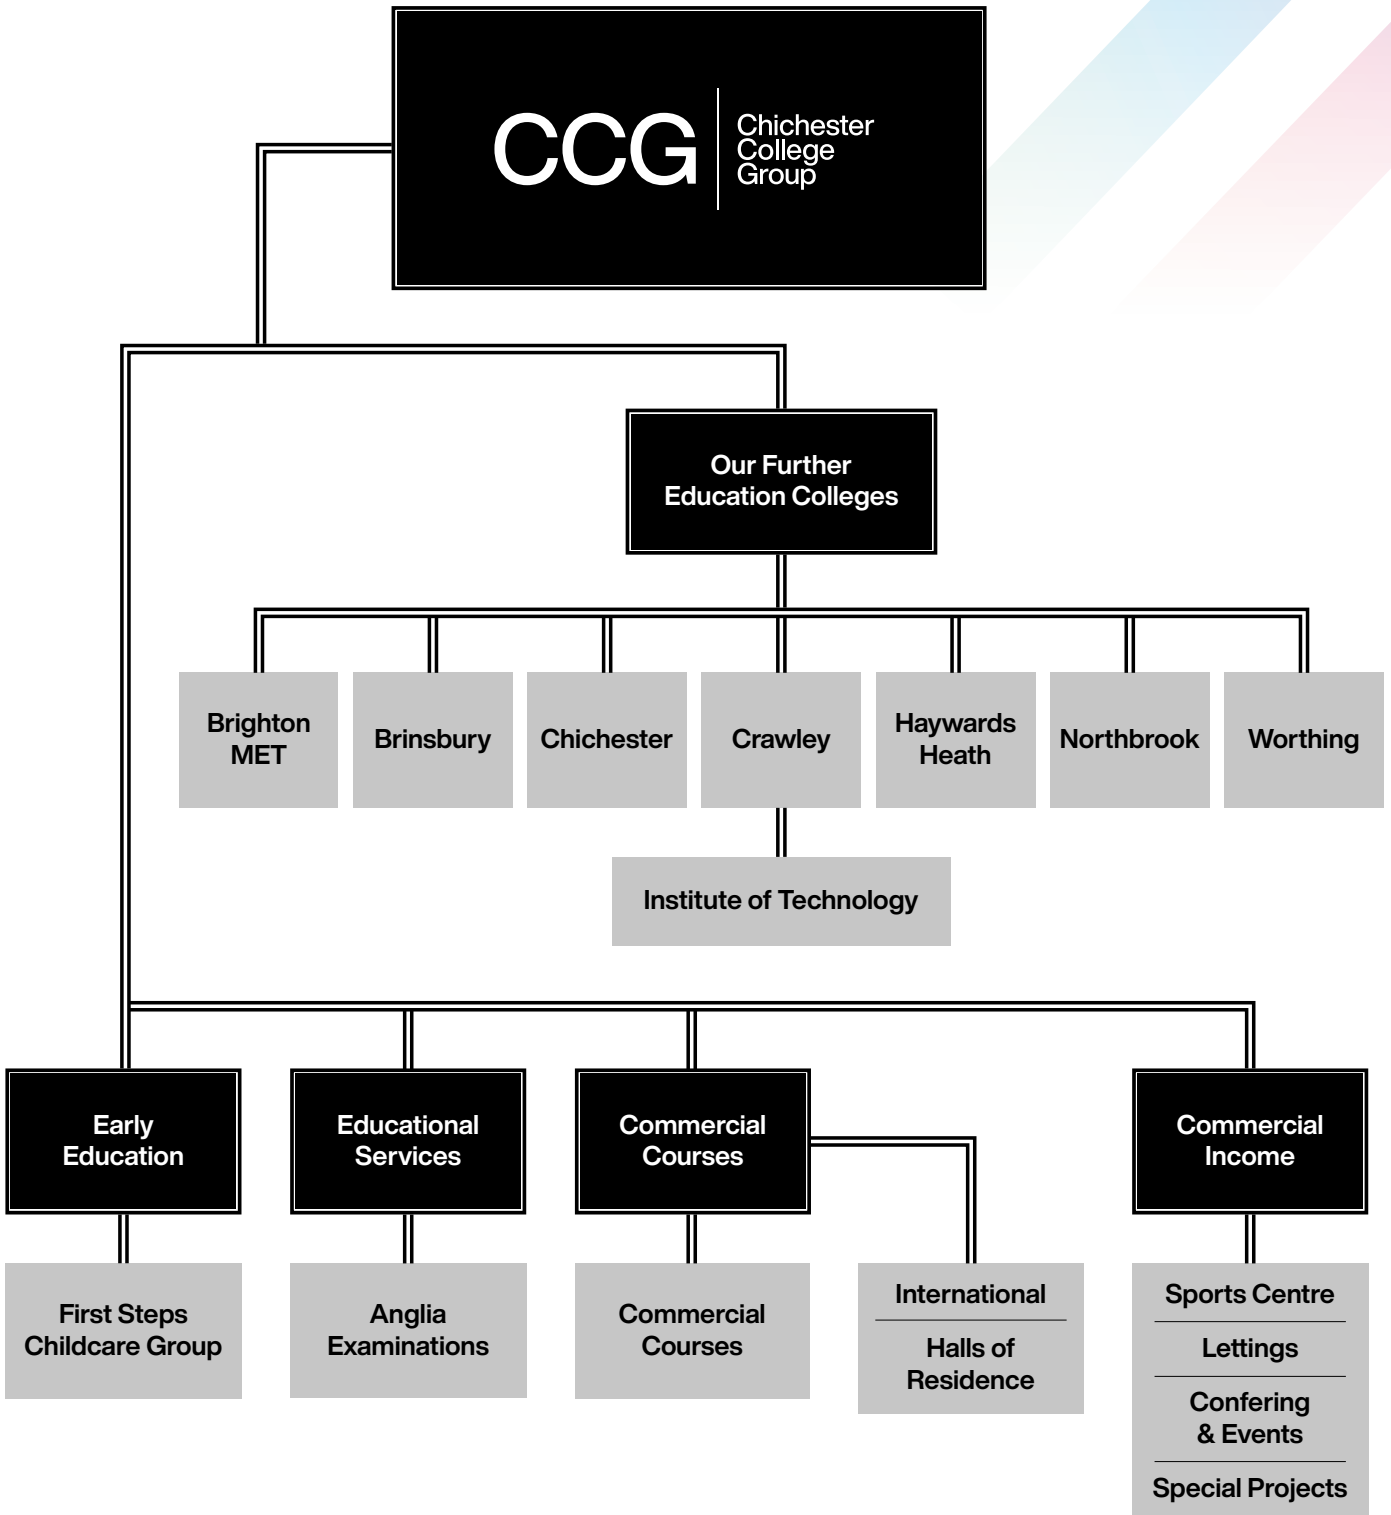 CCG
Chichester
College
Group
Our Further
Education Colleges
Brighton
MET
Brinsbury
Chichester
Crawley
Haywards
Heath
Northbrook
Worthing
Institute of Technology
Early
Education
Educational
Services
Commercial
Courses
Commercial
Income
First Steps
Childcare Group
Anglia
Examinations
Commercial
Courses
International
Halls of
Residence
Sports Centre
Lettings
Confering
& Events
Special Projects